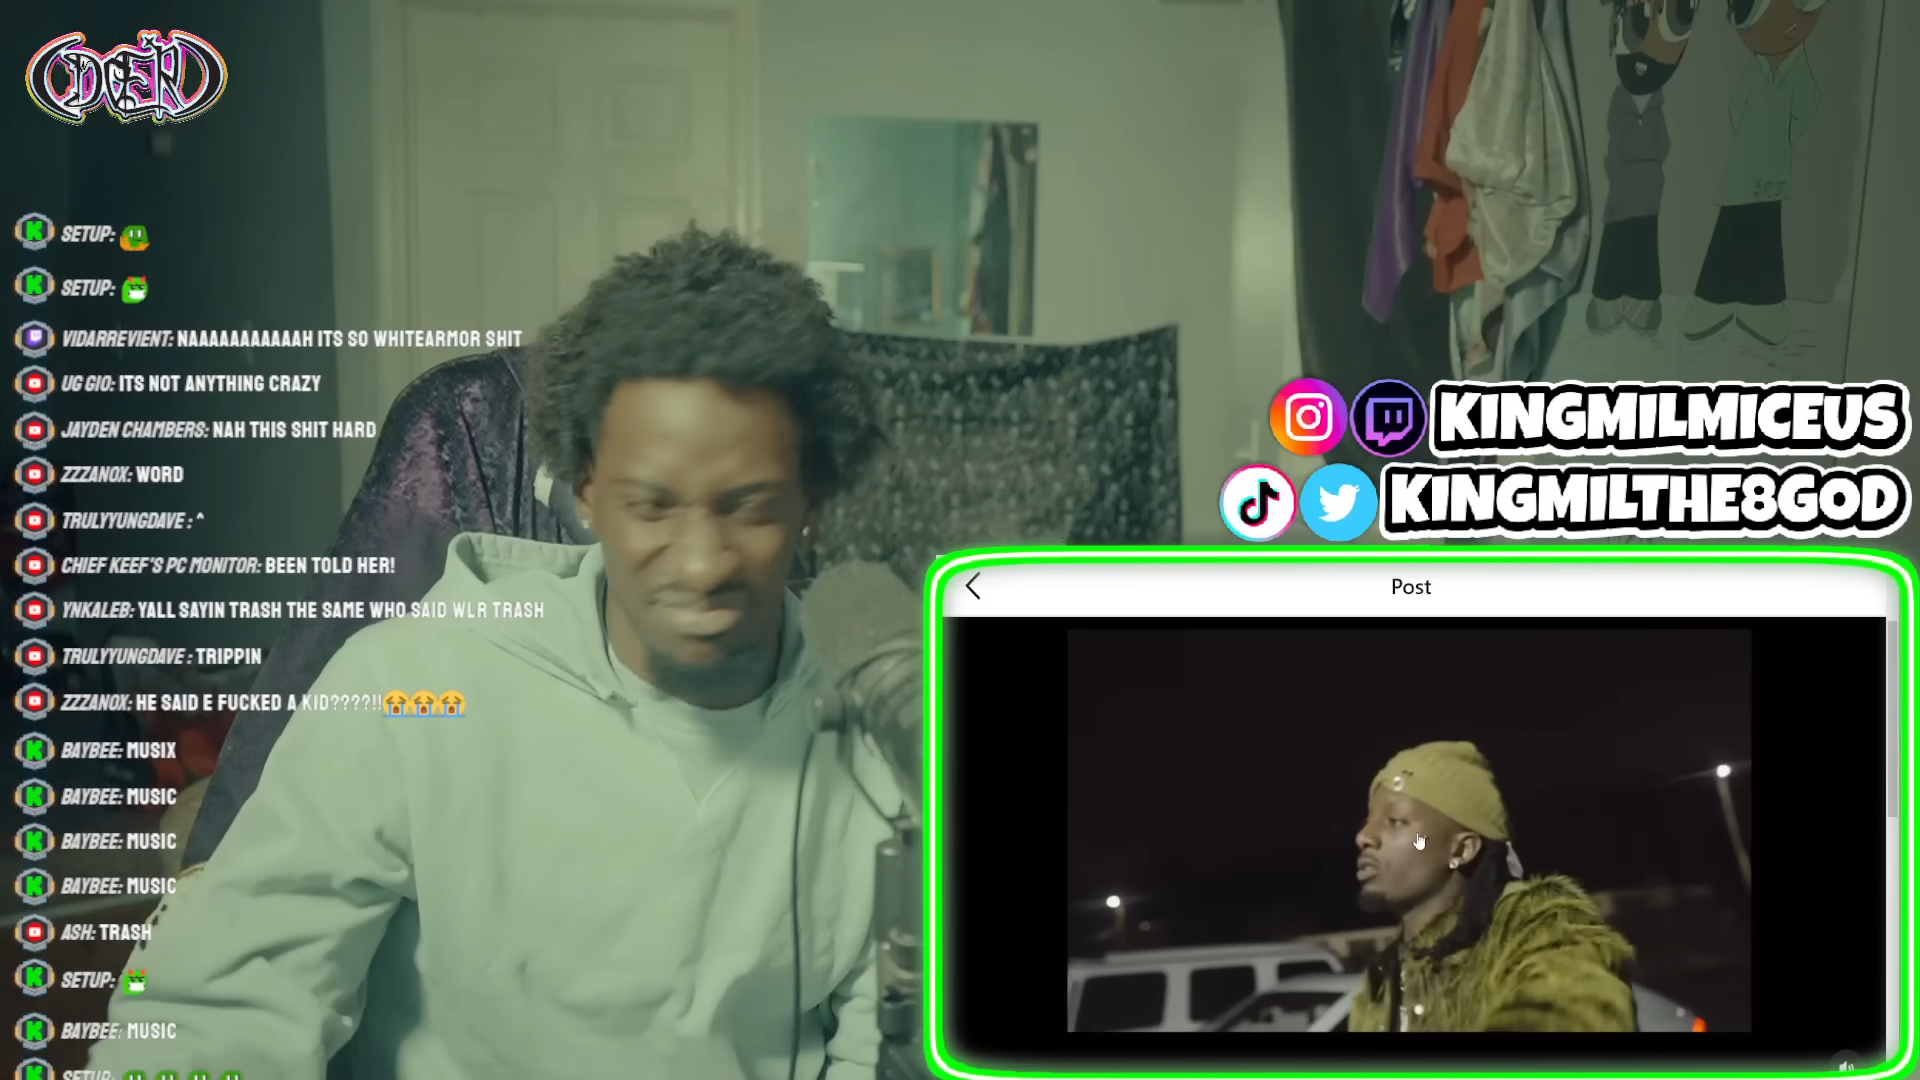 DER
SETUP:
SETUP:
VIDARREVIENT: NAAAAAAAAAAAH ITS SO WHITEARMOR SHIT
UG GIO: ITS NOT ANYTHING CRAZY
JAYDEN CHAMBERS: NAH THIS SHIT HARD
ZZZANOX: WORD
TRULYYUNGDAVE : ^
CHIEF KEEF'S PC MONITOR: BEEN TOLD HER!
YNKALEB: YALL SAYIN TRASH THE SAME WHO SAID WLR TRASH
TRULYYUNGDAVE : TRIPPIN
ZZZANOX: HE SAID E FUCKED A KID????!!😭😭😭
BAYBEE: MUSIX
BAYBEE: MUSIC
BAYBEE: MUSIC
BAYBEE: MUSIC
ASH: TRASH
SETUP:
BAYBEE: MUSIC
SETUP:
KINGMILMICEUS
KINGMILTHE8GOD
Post